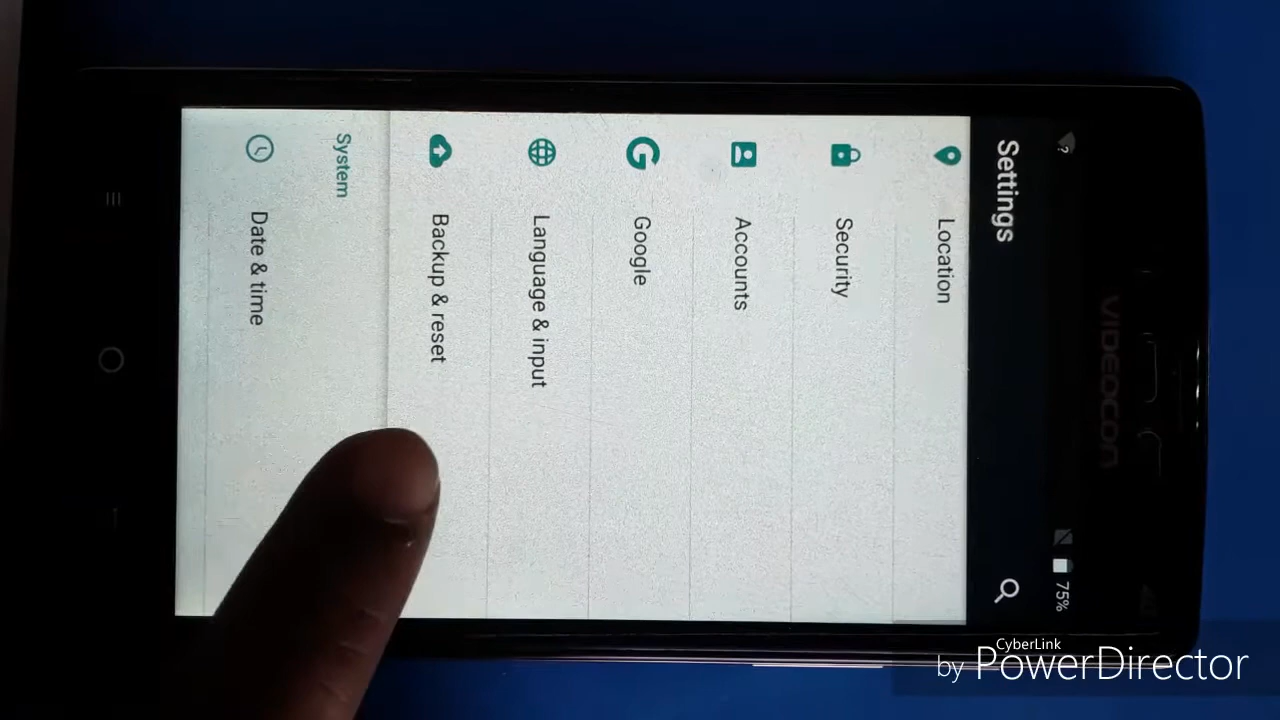 ?
75%
VIDEOCON
Settings
Location
Security
Accounts
Google
Language & input
Backup & reset
System
Date & time
CyberLink
by PowerDirector